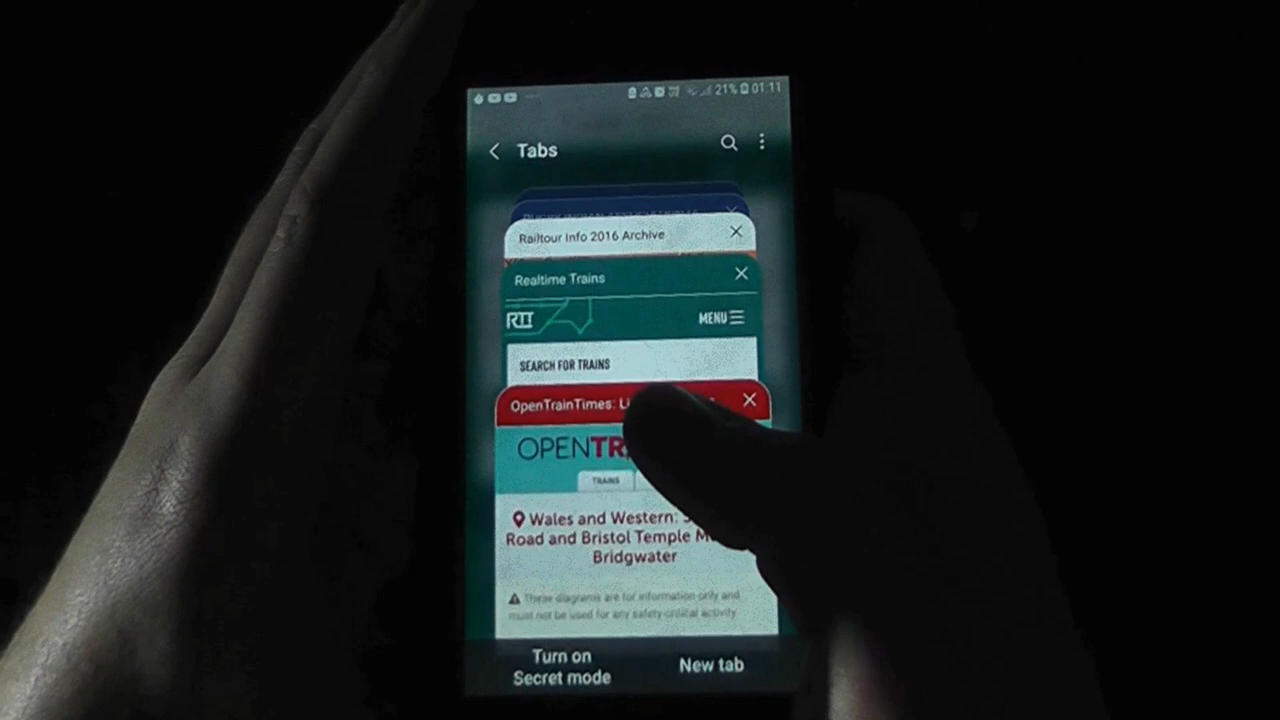 21% 01:11
Tabs
Railtour Info 2016 Archive
Realtime Trains
RTT
MENU
SEARCH FOR TRAINS
OpenTrainTimes:
OPENTR
TRAINS
Wales and Western:
Road and Bristol Temple
Bridgwater
These diagrams are for information only and
must not be used for any safety-critical activity
Turn on
Secret mode
New tab